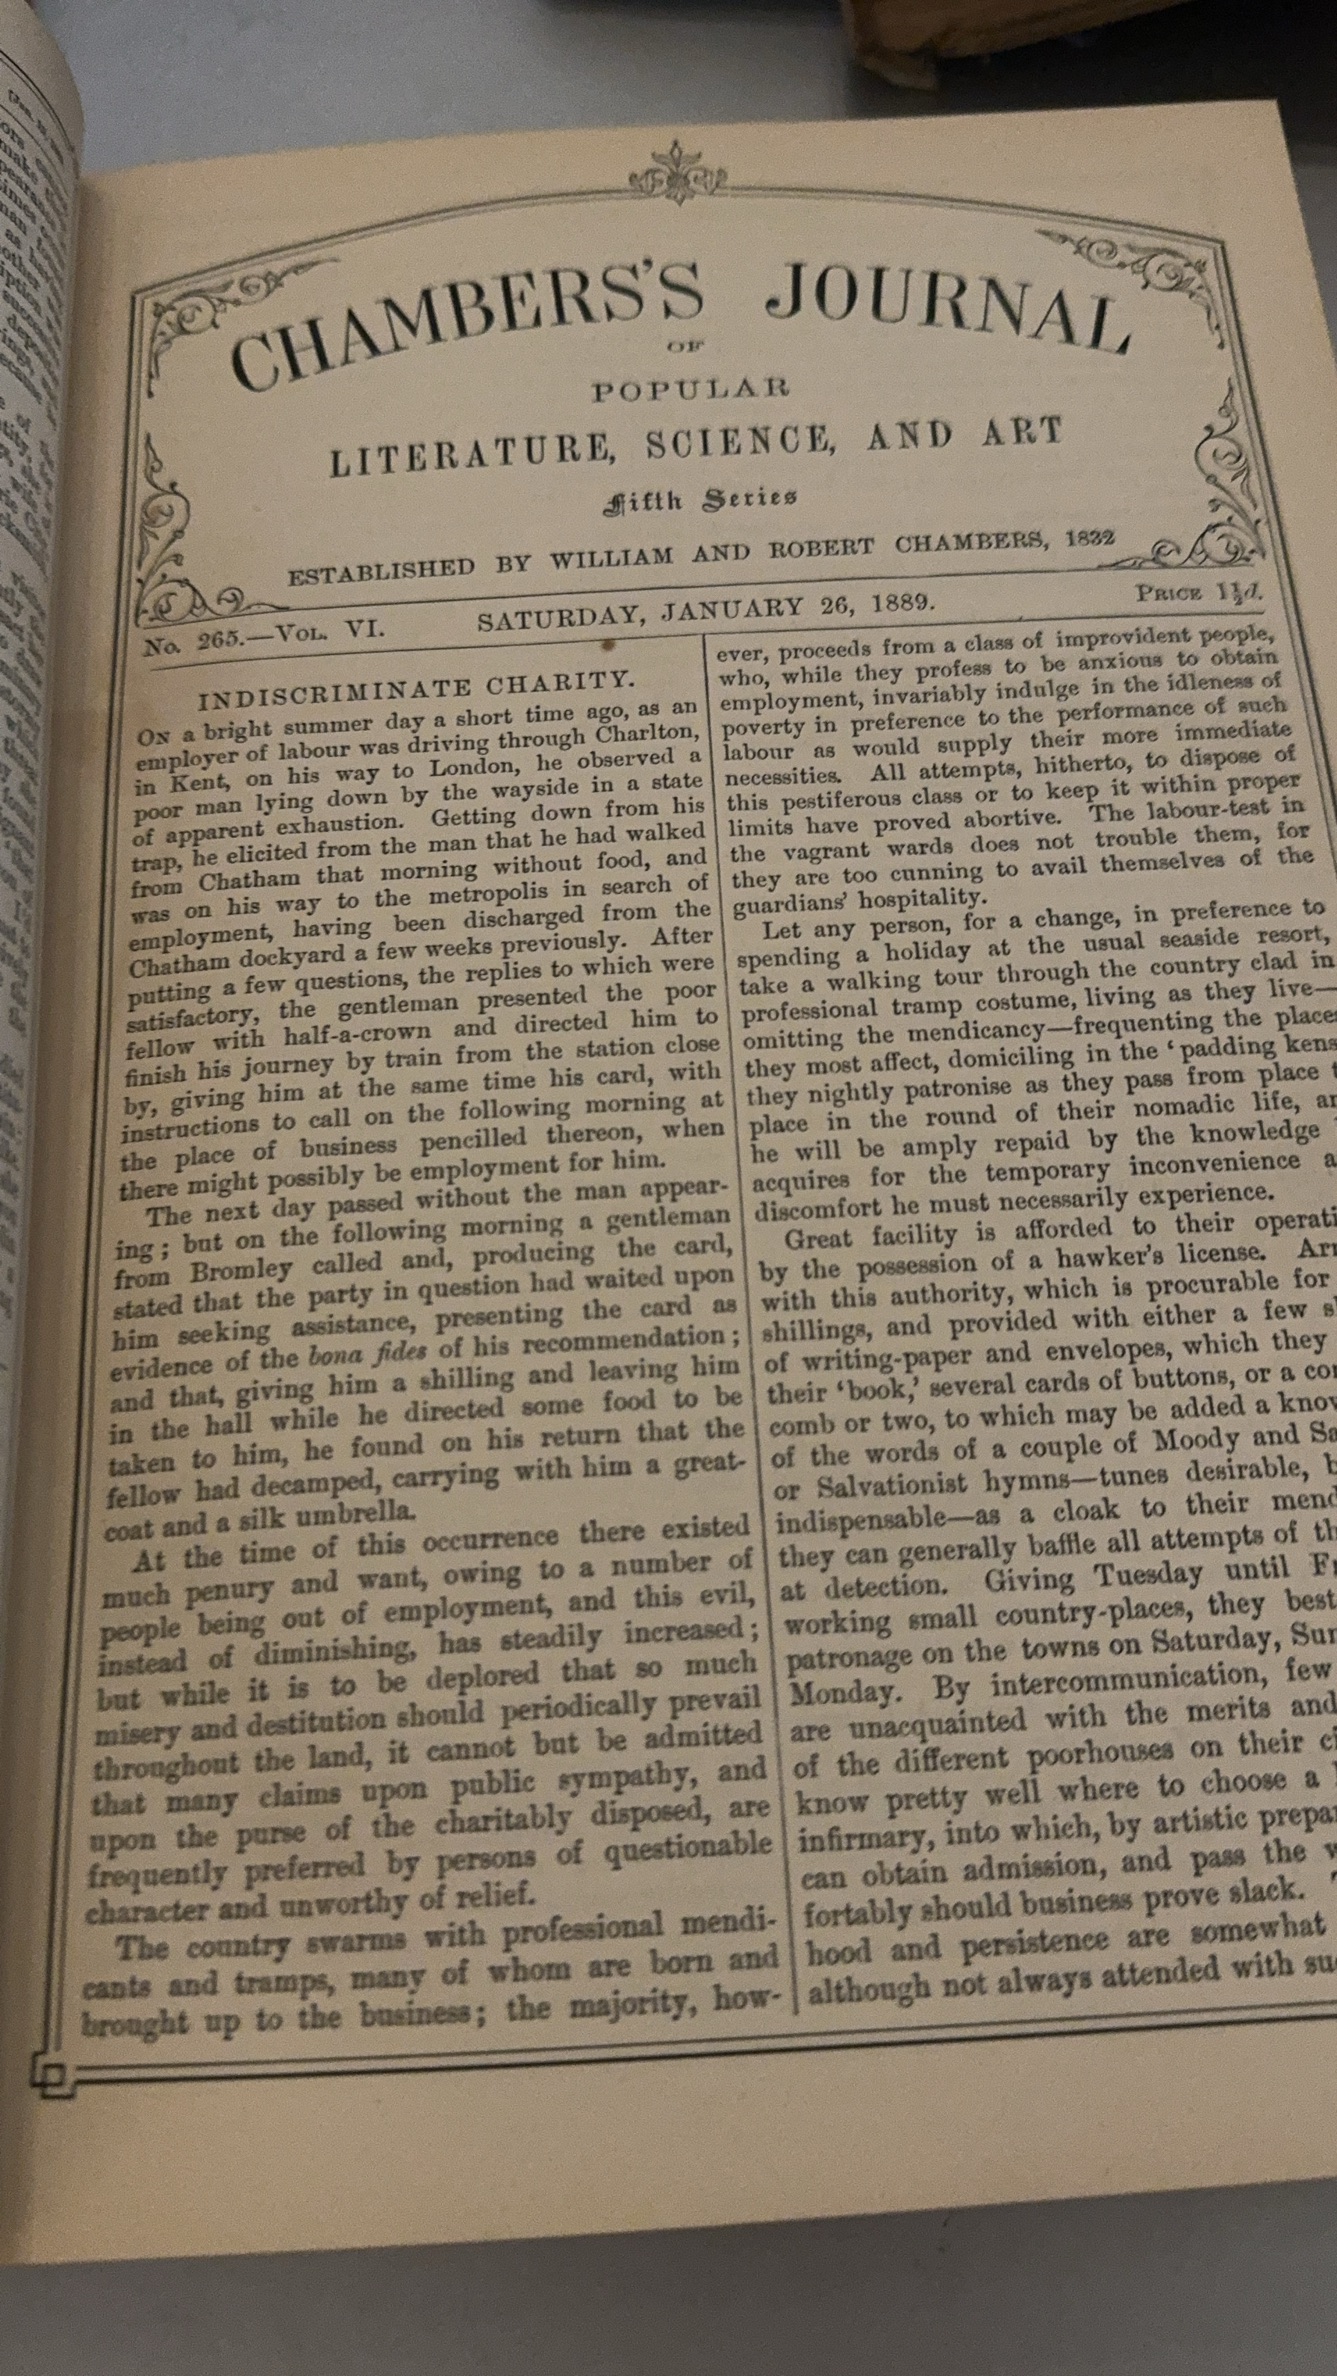 CHAMBERS'S JOURNAL
OF
POPULAR
LITERATURE, SCIENCE, AND ART
Fifth Series
ESTABLISHED BY WILLIAM AND ROBERT CHAMBERS, 1832
No. 265.—VOL. VI.
SATURDAY, JANUARY 26, 1889.
PRICE 1½d.
INDISCRIMINATE CHARITY.
ON a bright summer day a short time ago, as an
employer of labour was driving through Charlton,
in Kent, on his way to London, he observed a
poor man lying down by the wayside in a state
of apparent exhaustion. Getting down from his
trap, he elicited from the man that he had walked
from Chatham that morning without food, and
was on his way to the metropolis in search of
employment, having been discharged from the
Chatham dockyard a few weeks previously. After
putting a few questions, the replies to which were
satisfactory, the gentleman presented the poor
fellow with half-a-crown and directed him to
finish his journey by train from the station close
by, giving him at the same time his card, with
instructions to call on the following morning at
the place of business pencilled thereon, when
there might possibly be employment for him.
The next day passed without the man appear-
ing; but on the following morning a gentleman
from Bromley called and, producing the card,
stated that the party in question had waited upon
him seeking assistance, presenting the card as
evidence of the bona fides of his recommendation;
and that, giving him a shilling and leaving him
in the hall while he directed some food to be
taken to him, he found on his return that the
fellow had decamped, carrying with him a great-
coat and a silk umbrella.
At the time of this occurrence there existed
much penury and want, owing to a number of
people being out of employment, and this evil,
instead of diminishing, has steadily increased;
but while it is to be deplored that so much
misery and destitution should periodically prevail
throughout the land, it cannot but be admitted
that many claims upon public sympathy, and
upon the purse of the charitably disposed, are
frequently preferred by persons of questionable
character and unworthy of relief.
The country swarms with professional mendi-
cants and tramps, many of whom are born and
brought up to the business; the majority, how-
ever, proceeds from a class of improvident people,
who, while they profess to be anxious to obtain
employment, invariably indulge in the idleness of
poverty in preference to the performance of such
labour as would supply their more immediate
necessities. All attempts, hitherto, to dispose of
this pestiferous class or to keep it within proper
limits have proved abortive. The labour-test in
the vagrant wards does not trouble them, for
they are too cunning to avail themselves of the
guardians' hospitality.
Let any person, for a change, in preference to
spending a holiday at the usual seaside resort,
take a walking tour through the country clad in
professional tramp costume, living as they live—
omitting the mendicancy—frequenting the place
they most affect, domiciling in the 'padding kens
they nightly patronise as they pass from place
place in the round of their nomadic life,
he will be amply repaid by the knowledge
acquires for the temporary inconvenience
discomfort he must necessarily experience.
Great facility is afforded to their
by the possession of a hawker's license.
with this authority, which is procurable for
shillings, and provided with either a few
of writing-paper and envelopes, which they
their 'book,' several cards of buttons, or a
comb or two, to which may be added a
of the words of a couple of Moody and
or Salvationist hymns—tunes desirable,
indispensable—as a cloak to their
they can generally baffle all attempts of
at detection. Giving Tuesday until
working small country-places, they best
patronage on the towns on Saturday,
Monday. By intercommunication, few
are unacquainted with the merits and
of the different poorhouses on their
know pretty well where to choose a
infirmary, into which, by artistic
can obtain admission, and pass the
fortably should business prove slack.
hood and persistence are somewhat
although not always attended with